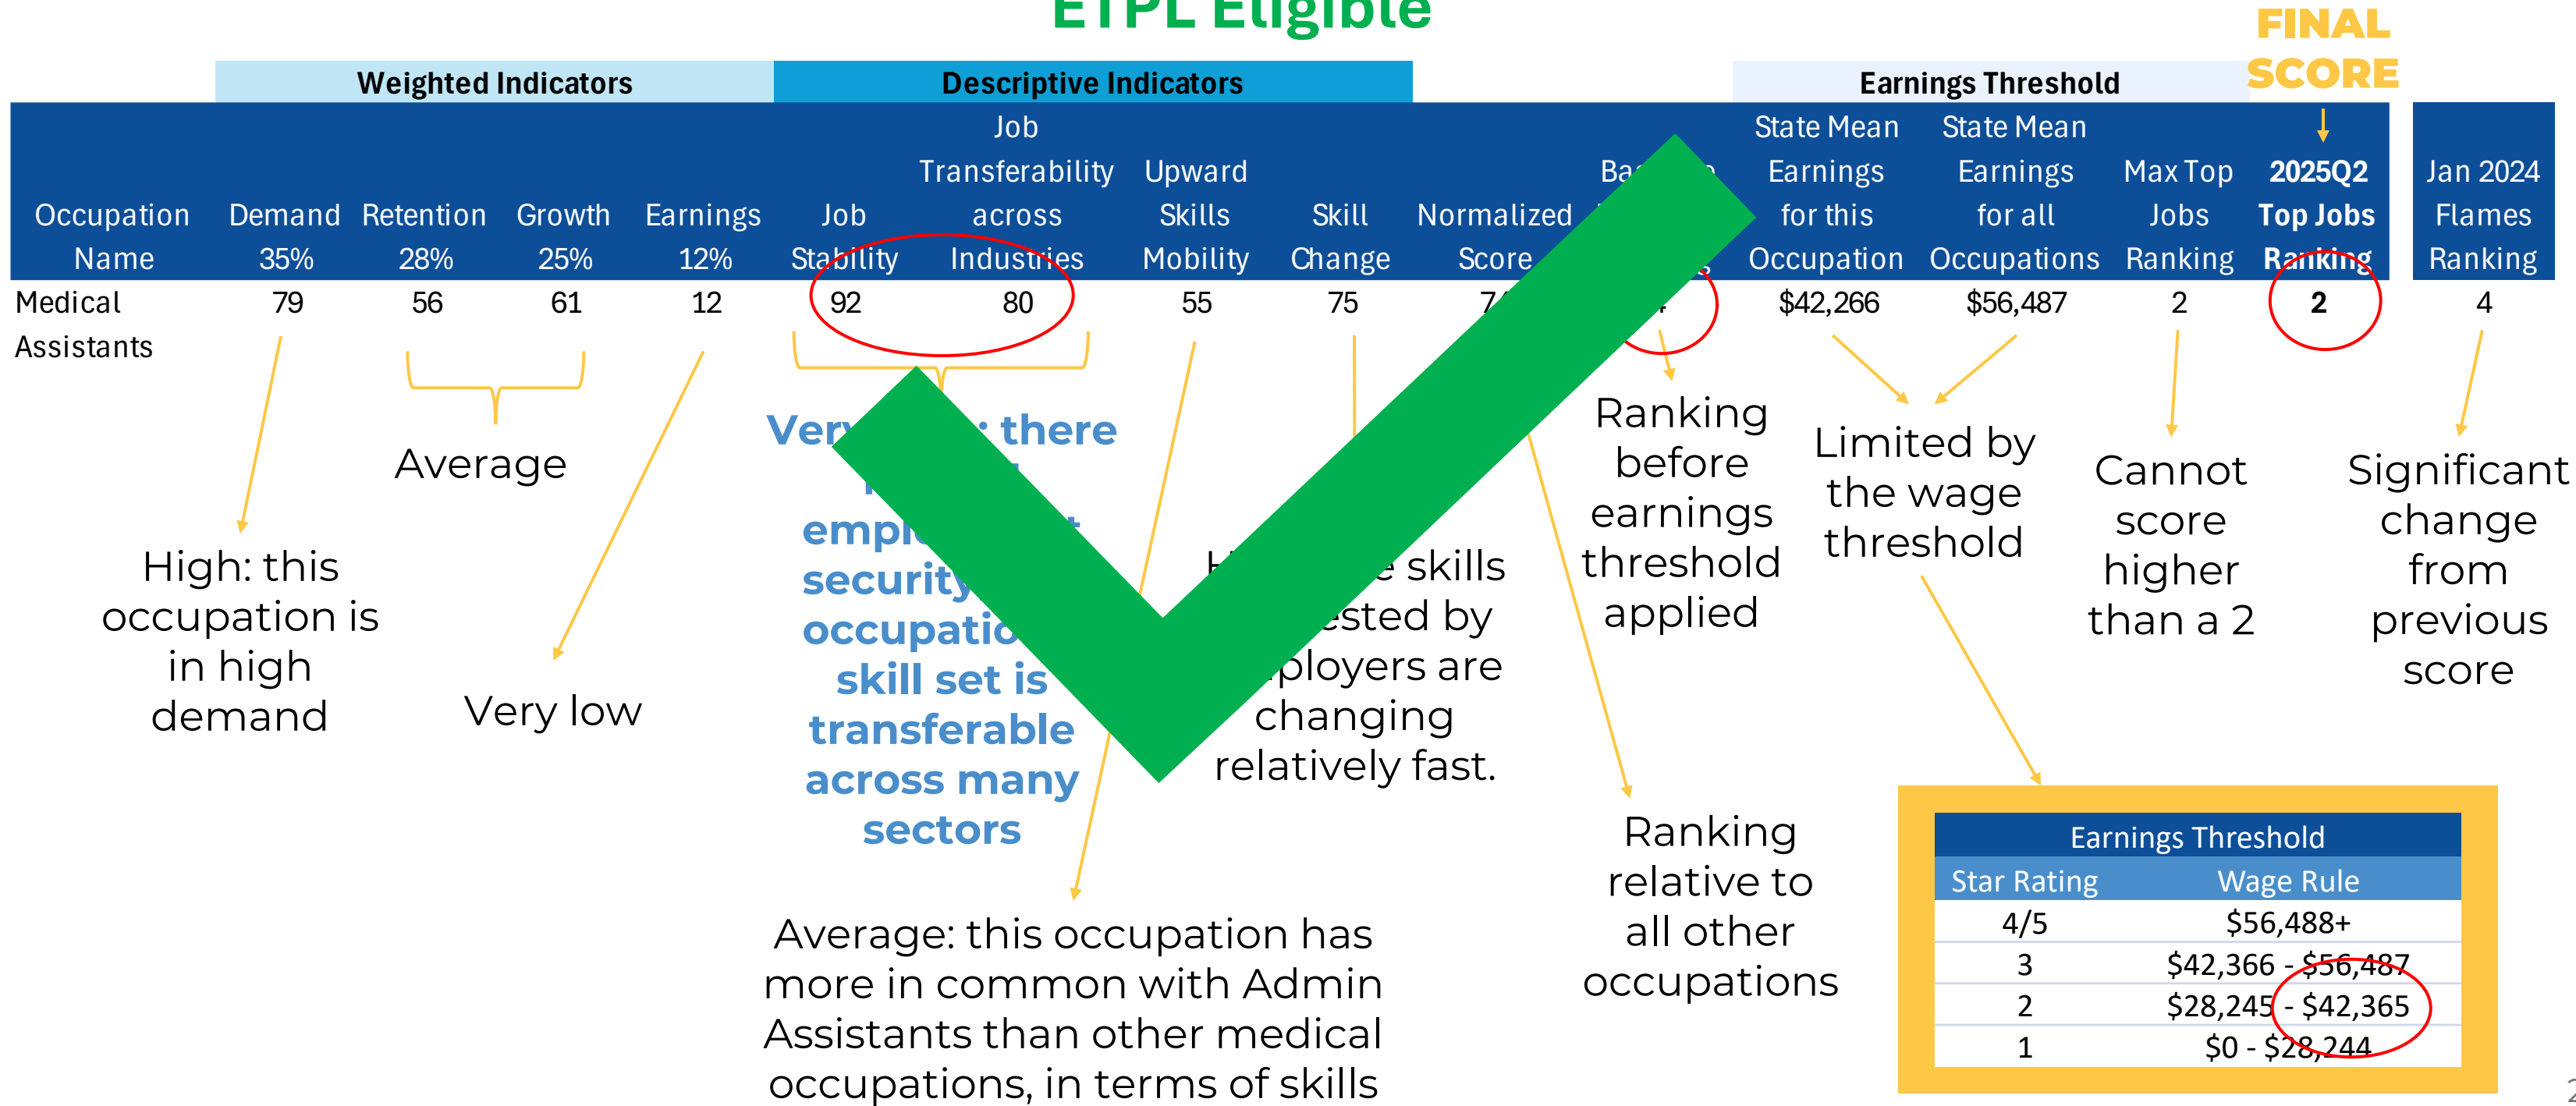 ETPL Eligible
FINAL
SCORE
Weighted Indicators
Descriptive Indicators
Earnings Threshold
Occupation
Name
Demand
35%
Retention
28%
Growth
25%
Earnings
12%
Job
Stability
Job
Transferability
across
Industries
Upward
Skills
Mobility
Skill
Change
Normalized
Score
State Mean
Earnings
for this
Occupation
State Mean
Earnings
for all
Occupations
Max Top
Jobs
Ranking
2025Q2
Top Jobs
Ranking
Jan 2024
Flames
Ranking
Medical
Assistants
79
56
61
12
92
80
55
75
$42,266
$56,487
2
2
4
High: this
occupation is
in high
demand
Average
Very low
there
security
skill set is
transferable
across many
sectors
Average: this occupation has
more in common with Admin
Assistants than other medical
occupations, in terms of skills
skills
by
are
changing
relatively fast.
Ranking
before
earnings
threshold
applied
Ranking
relative to
all other
occupations
Limited by
the wage
threshold
Cannot
score
higher
than a 2
Significant
change
from
previous
score
Earnings Threshold
Star Rating Wage Rule
4/5 $56,488+
3 $42,366 - $56,487
2 $28,245 - $42,365
1 $0 - $28,244